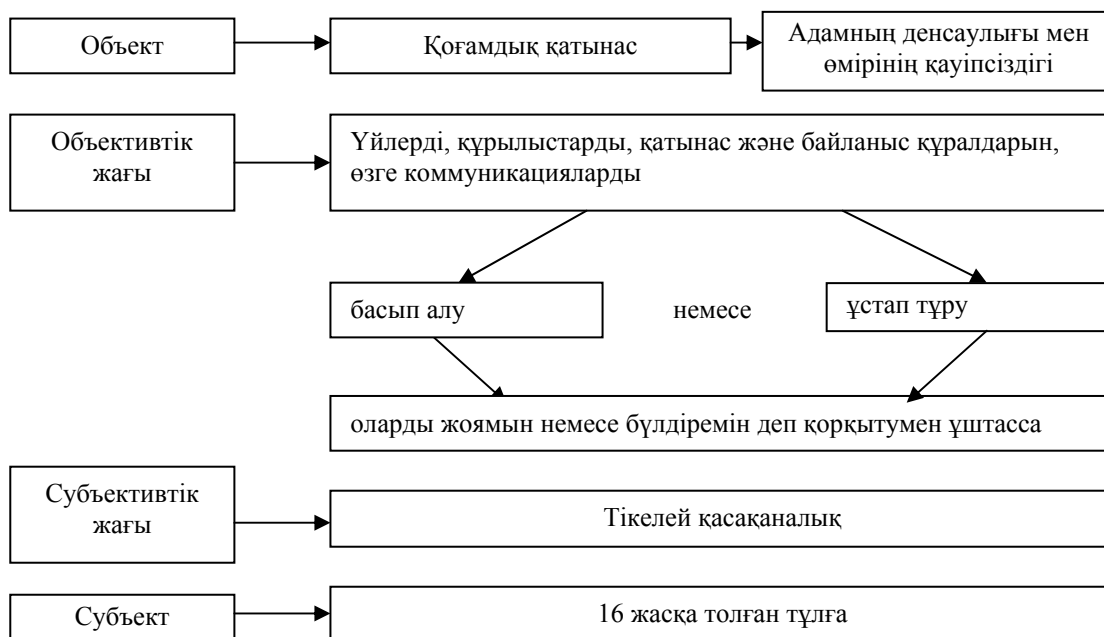 Объект
Қоғамдық қатынас
Адамның денсаулығы мен
өмірінің қауіпсіздігі
Объективтік
жағы
Үйлерді, құрылыстарды, қатынас және байланыс құралдарын,
өзге коммуникацияларды
басып алу
немесе
ұстап тұру
оларды жоямын немесе бүлдіремін деп қорқытумен ұштасса
Субъективтік
жағы
Тікелей қасақаналық
Субъект
16 жасқа толған тұлға